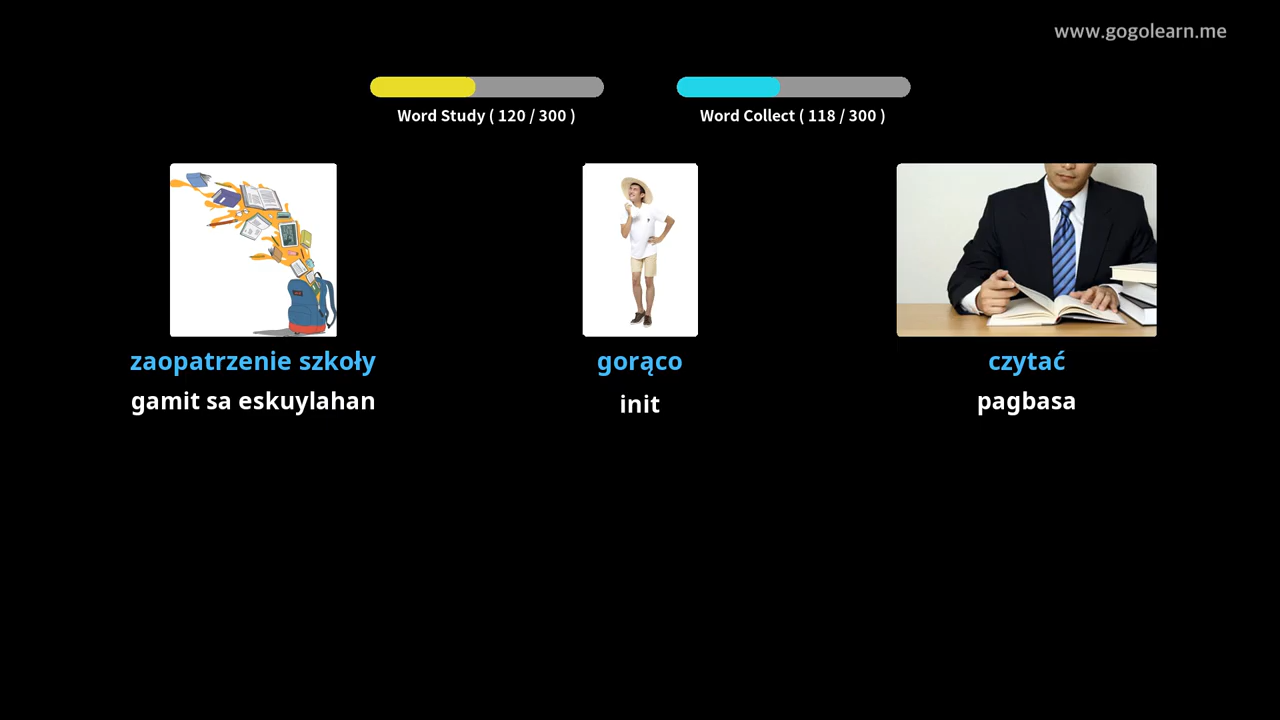 www.gogolearn.me
Word Study ( 120 / 300 )
Word Collect ( 118 / 300 )
zaopatrzenie szkoły
gorąco
czytać
gamit sa eskuylahan
init
pagbasa